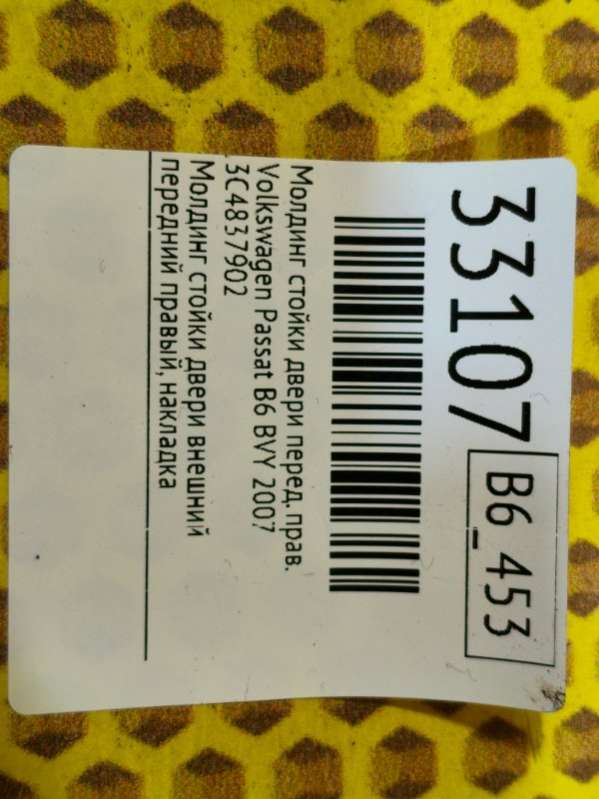 33107
B6_453
Молдинг стойки двери перед. прав.
Volkswagen Passat B6 BVY 2007
3C4837902
Молдинг стойки двери внешний
передний правый, накладка